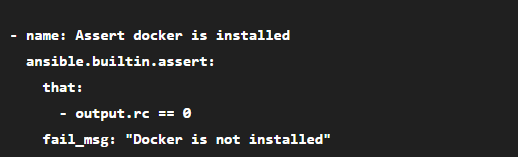 - name: Assert docker is installed
  ansible.builtin.assert:
    that:
      - output.rc == 0
    fail_msg: "Docker is not installed"